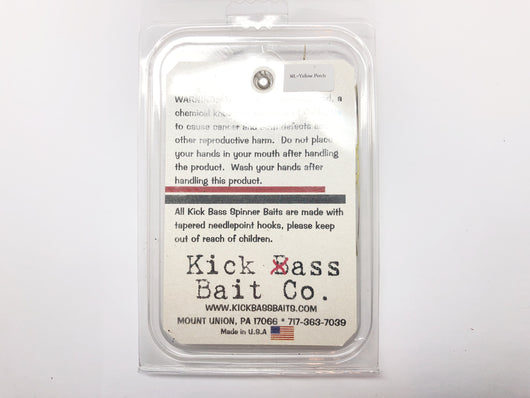 WL-Yellow Perch
a
chemical
to cause cancer and birth defects
other reproductive harm. Do not place
your hands in your mouth after handling
the product. Wash your hands after
handling this product.
All Kick Bass Spinner Baits are made with
tapered needlepoint hooks, please keep
out of reach of children.
Kick Bass
Bait Co.
WWW.KICKBASSBAITS.COM
MOUNT UNION, PA 17066 * 717-363-7039
Made in U.S.A